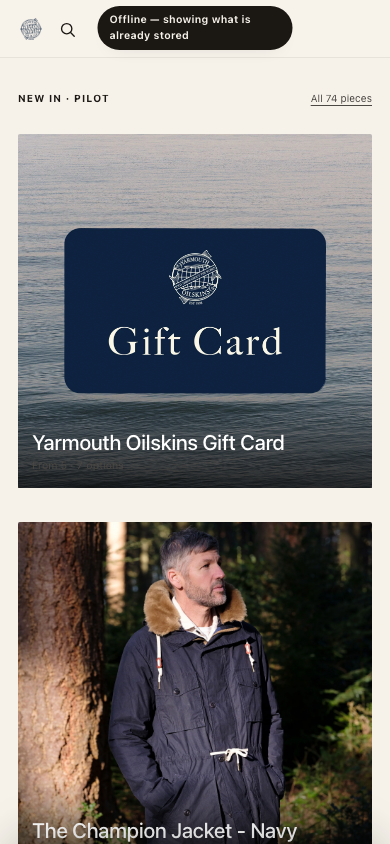 Offline — showing what is
already stored
NEW IN · PILOT
All 74 pieces
YARMOUTH
OILSKINS
Gift Card
Yarmouth Oilskins Gift Card
The Champion Jacket - Navy